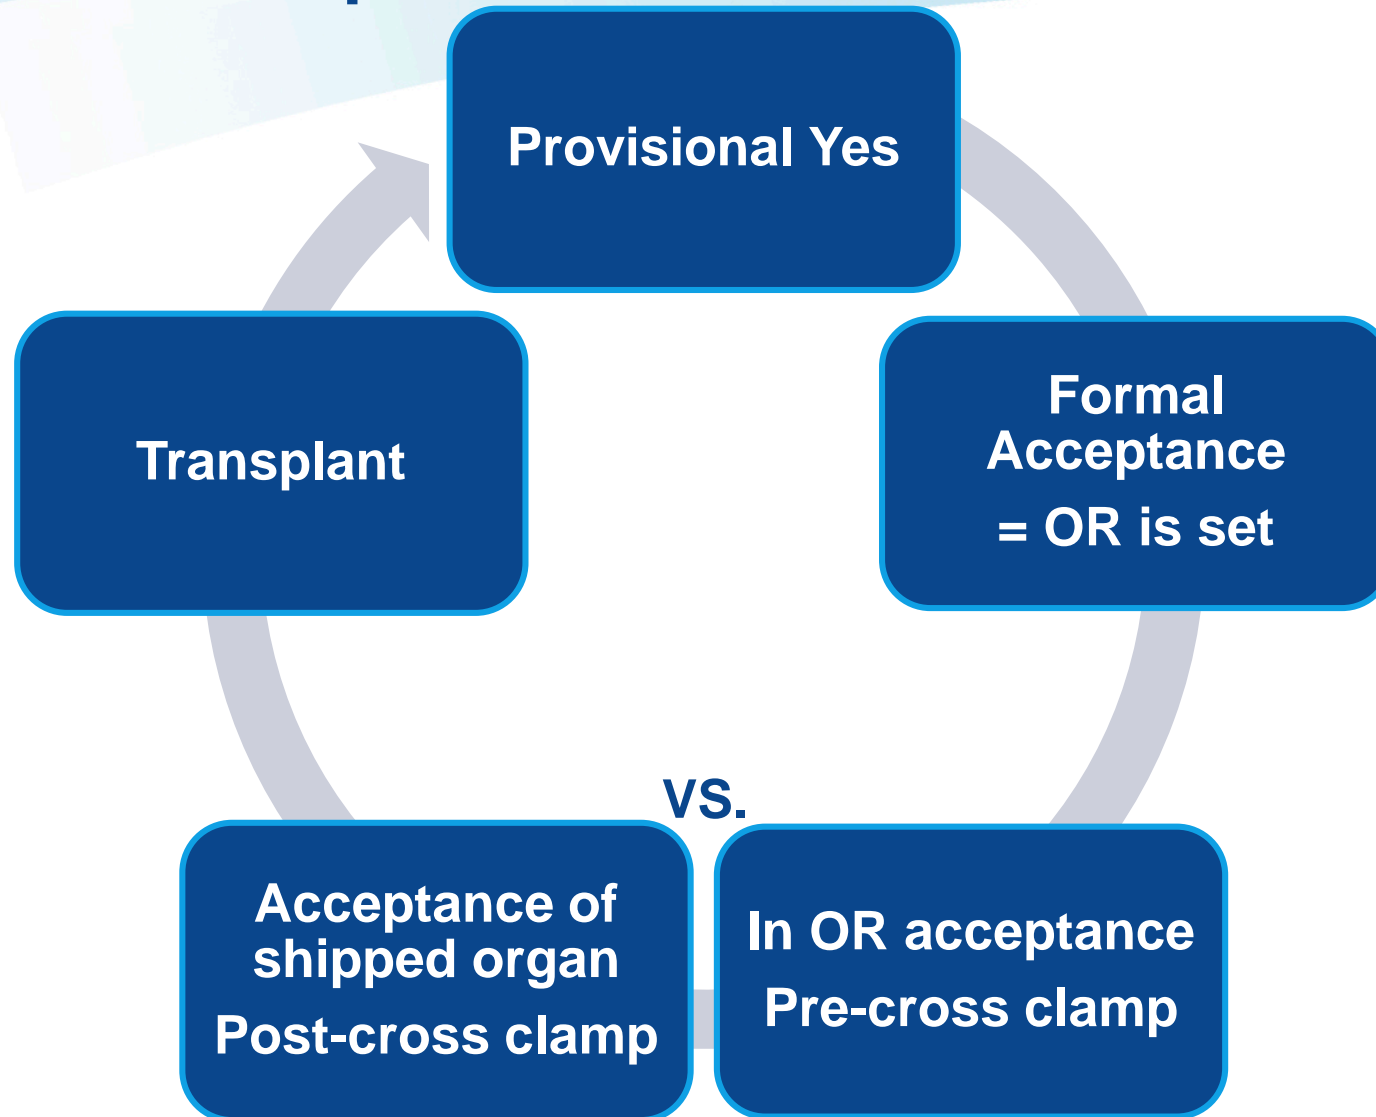 Provisional Yes
Formal
Acceptance
= OR is set
Transplant
VS.
Acceptance of
shipped organ
Post-cross clamp
In OR acceptance
Pre-cross clamp